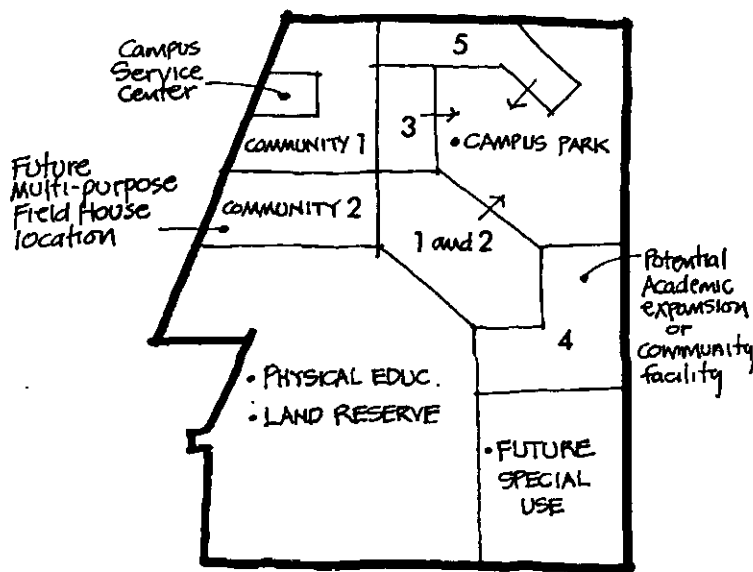 Campus
Service
Center
5
3
• CAMPUS PARK
COMMUNITY 1
Future
Multi-purpose
Field House
location
COMMUNITY 2
1 and 2
Potential
Academic
expansion
or
Community
facility
4
• PHYSICAL EDUC.
• LAND RESERVE
• FUTURE
SPECIAL
USE